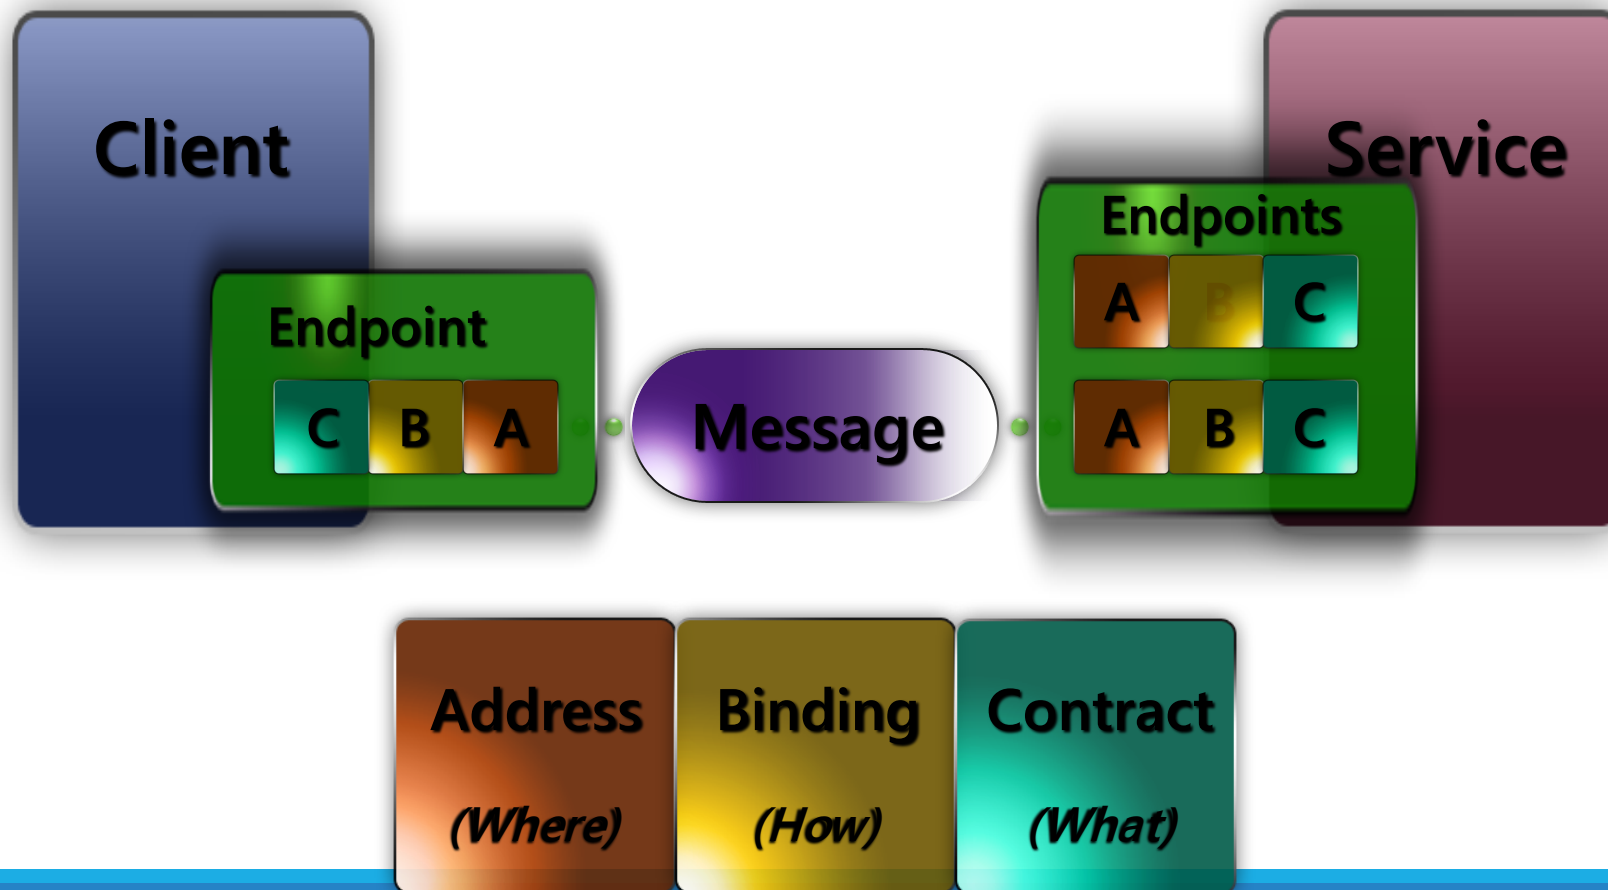 Client
Service
Endpoints
A B C
Endpoint
C B A
Message
A B C
Address
Binding
Contract
(Where)
(How)
(What)